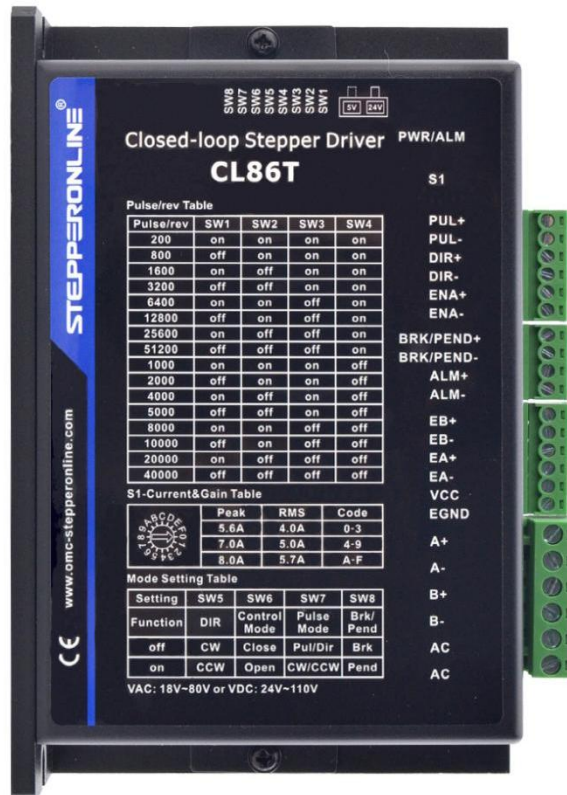 SW8
SW7
SW6
SW5
SW4
SW3
SW2
SW1
5V 24V
STEPPERONLINE®
www.omc-stepperonline.com
CE
Closed-loop Stepper Driver
CL86T
Pulse/rev Table
Pulse/rev SW1 SW2 SW3 SW4
200 on on on on
800 off on on on
1600 on off on on
3200 off off on on
6400 on on off on
12800 off on off on
25600 on off off on
51200 off off off on
1000 on on on off
2000 off on on off
4000 on off on off
5000 off off on off
8000 on on off off
10000 off on off off
20000 on off off off
40000 off off off off
S1-Current&Gain Table
Peak RMS Code
5.6A 4.0A 0-3
7.0A 5.0A 4-9
8.0A 5.7A A-F
0123456789ABCDEF
Mode Setting Table
Setting SW5 SW6 SW7 SW8
Function DIR Control Mode Pulse Mode Brk/Pend
off CW Close Pul/Dir Brk
on CCW Open CW/CCW Pend
VAC: 18V~80V or VDC: 24V~110V
PWR/ALM
S1
PUL+
PUL-
DIR+
DIR-
ENA+
ENA-
BRK/PEND+
BRK/PEND-
ALM+
ALM-
EB+
EB-
EA+
EA-
VCC
EGND
A+
A-
B+
B-
AC
AC